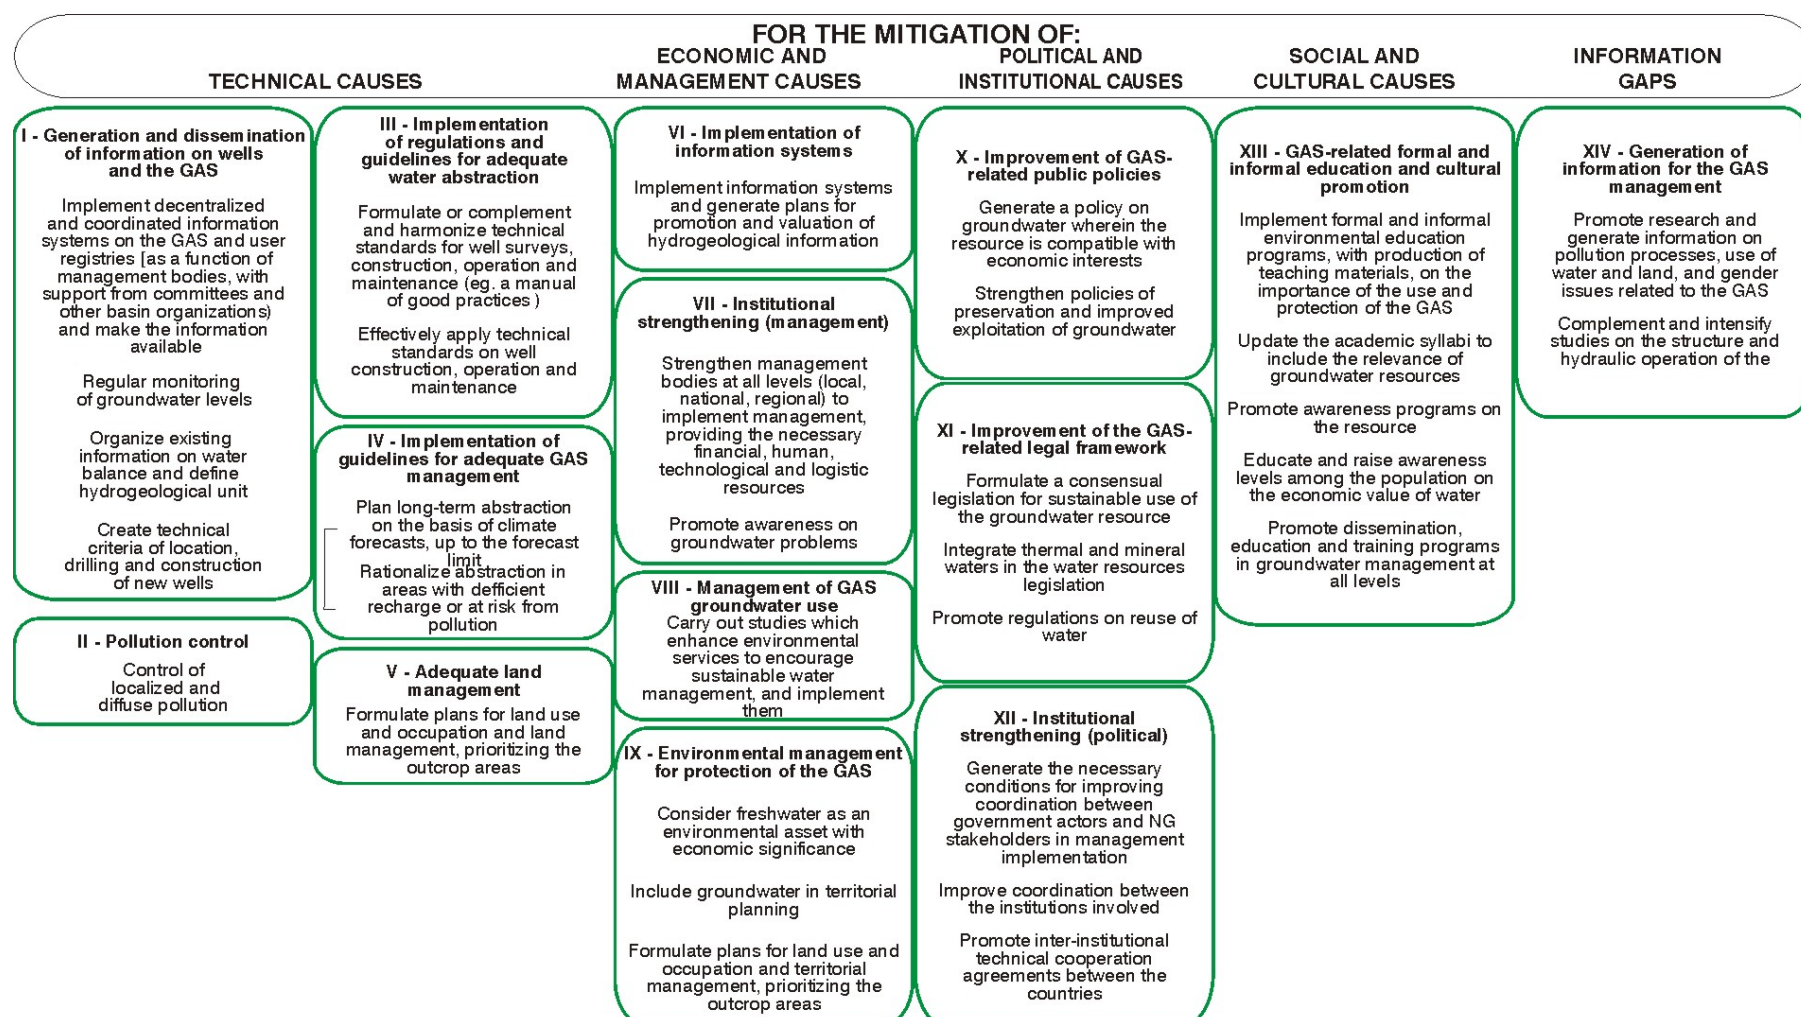 FOR THE MITIGATION OF:
TECHNICAL CAUSES
ECONOMIC AND
MANAGEMENT CAUSES
POLITICAL AND
INSTITUTIONAL CAUSES
SOCIAL AND
CULTURAL CAUSES
INFORMATION
GAPS
I - Generation and dissemination
of information on wells
and the GAS
Implement decentralized
and coordinated information
systems on the GAS and user
registries [as a function of
management bodies, with
support from committees and
other basin organizations)
and make the information
available
Regular monitoring
of groundwater levels
Organize existing
information on water
balance and define
hydrogeological unit
Create technical
criteria of location,
drilling and construction
of new wells
II - Pollution control
Control of
localized and
diffuse pollution
III - Implementation
of regulations and
guidelines for adequate
water abstraction
Formulate or complement
and harmonize technical
standards for well surveys,
construction, operation and
maintenance (eg. a manual
of good practices )
Effectively apply technical
standards on well
construction, operation and
maintenance
IV - Implementation of
guidelines for adequate GAS
management
Plan long-term abstraction
on the basis of climate
forecasts, up to the forecast
limit
Rationalize abstraction in
areas with defficient
recharge or at risk from
pollution
V - Adequate land
management
Formulate plans for land use
and occupation and land
management, prioritizing the
outcrop areas
VI - Implementation of
information systems
Implement information systems
and generate plans for
promotion and valuation of
hydrogeological information
VII - Institutional
strengthening (management)
Strengthen management
bodies at all levels (local,
national, regional) to
implement management,
providing the necessary
financial, human,
technological and logistic
resources
Promote awareness on
groundwater problems
VIII - Management of GAS
groundwater use
Carry out studies which
enhance environmental
services to encourage
sustainable water
management, and implement
them
IX - Environmental management
for protection of the GAS
Consider freshwater as an
environmental asset with
economic significance
Include groundwater in territorial
planning
Formulate plans for land use and
occupation and territorial
management, prioritizing the
outcrop areas
X - Improvement of GAS-
related public policies
Generate a policy on
groundwater wherein the
resource is compatible with
economic interests
Strengthen policies of
preservation and improved
exploitation of groundwater
XI - Improvement of the GAS-
related legal framework
Formulate a consensual
legislation for sustainable use of
the groundwater resource
Integrate thermal and mineral
waters in the water resources
legislation
Promote regulations on reuse of
water
XII - Institutional
strengthening (political)
Generate the necessary
conditions for improving
coordination between
government actors and NG
stakeholders in management
implementation
Improve coordination between
the institutions involved
Promote inter-institutional
technical cooperation
agreements between the
countries
XIII - GAS-related formal and
informal education and cultural
promotion
Implement formal and informal
environmental education
programs, with production of
teaching materials, on the
importance of the use and
protection of the GAS
Update the academic syllabi to
include the relevance of
groundwater resources
Promote awareness programs on
the resource
Educate and raise awareness
levels among the population on
the economic value of water
Promote dissemination,
education and training programs
in groundwater management at
all levels
XIV - Generation of
information for the GAS
management
Promote research and
generate information on
pollution processes, use of
water and land, and gender
issues related to the GAS
Complement and intensify
studies on the structure and
hydraulic operation of the